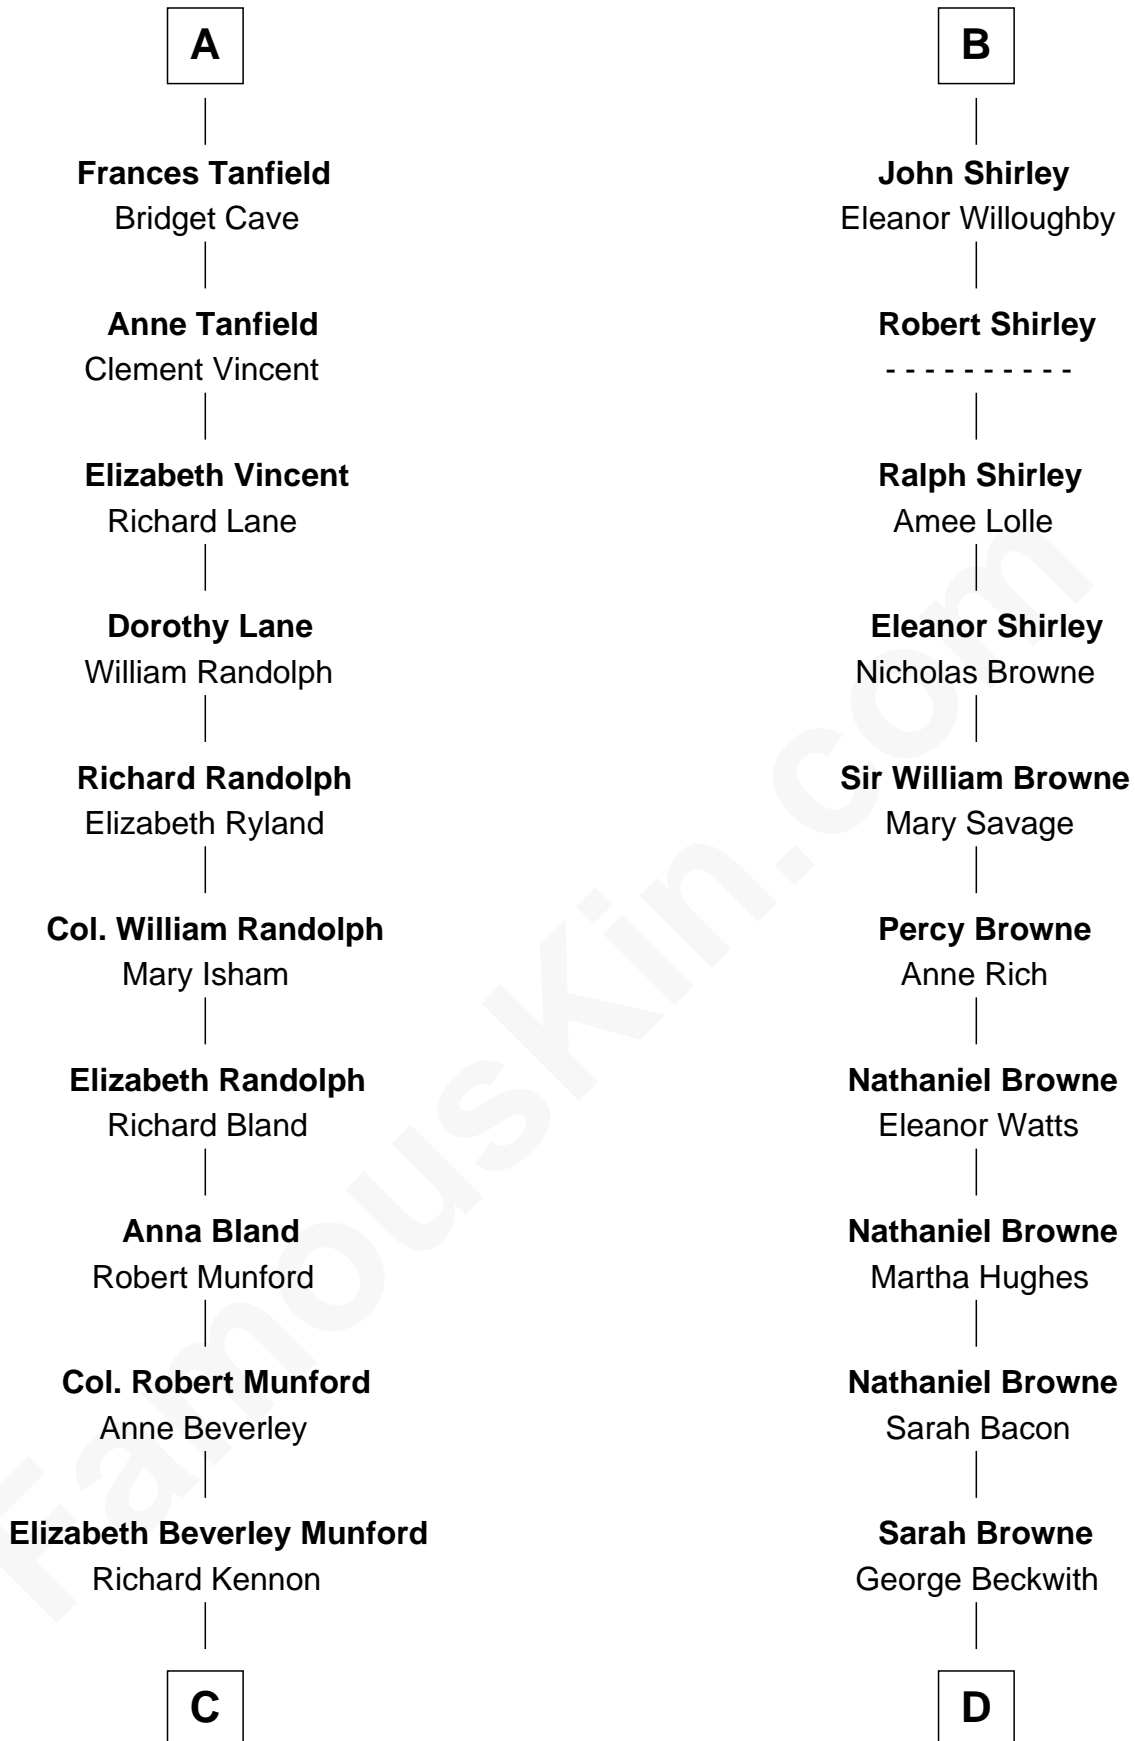 A
Frances Tanfield
Bridget Cave
Anne Tanfield
Clement Vincent
Elizabeth Vincent
Richard Lane
Dorothy Lane
William Randolph
Richard Randolph
Elizabeth Ryland
Col. William Randolph
Mary Isham
Elizabeth Randolph
Richard Bland
Anna Bland
Robert Munford
Col. Robert Munford
Anne Beverley
Elizabeth Beverley Munford
Richard Kennon
C
B
John Shirley
Eleanor Willoughby
Robert Shirley
- - - - - - - - - -
Ralph Shirley
Amee Lolle
Eleanor Shirley
Nicholas Browne
Sir William Browne
Mary Savage
Percy Browne
Anne Rich
Nathaniel Browne
Eleanor Watts
Nathaniel Browne
Martha Hughes
Nathaniel Browne
Sarah Bacon
Sarah Browne
George Beckwith
D
FamousKin.com